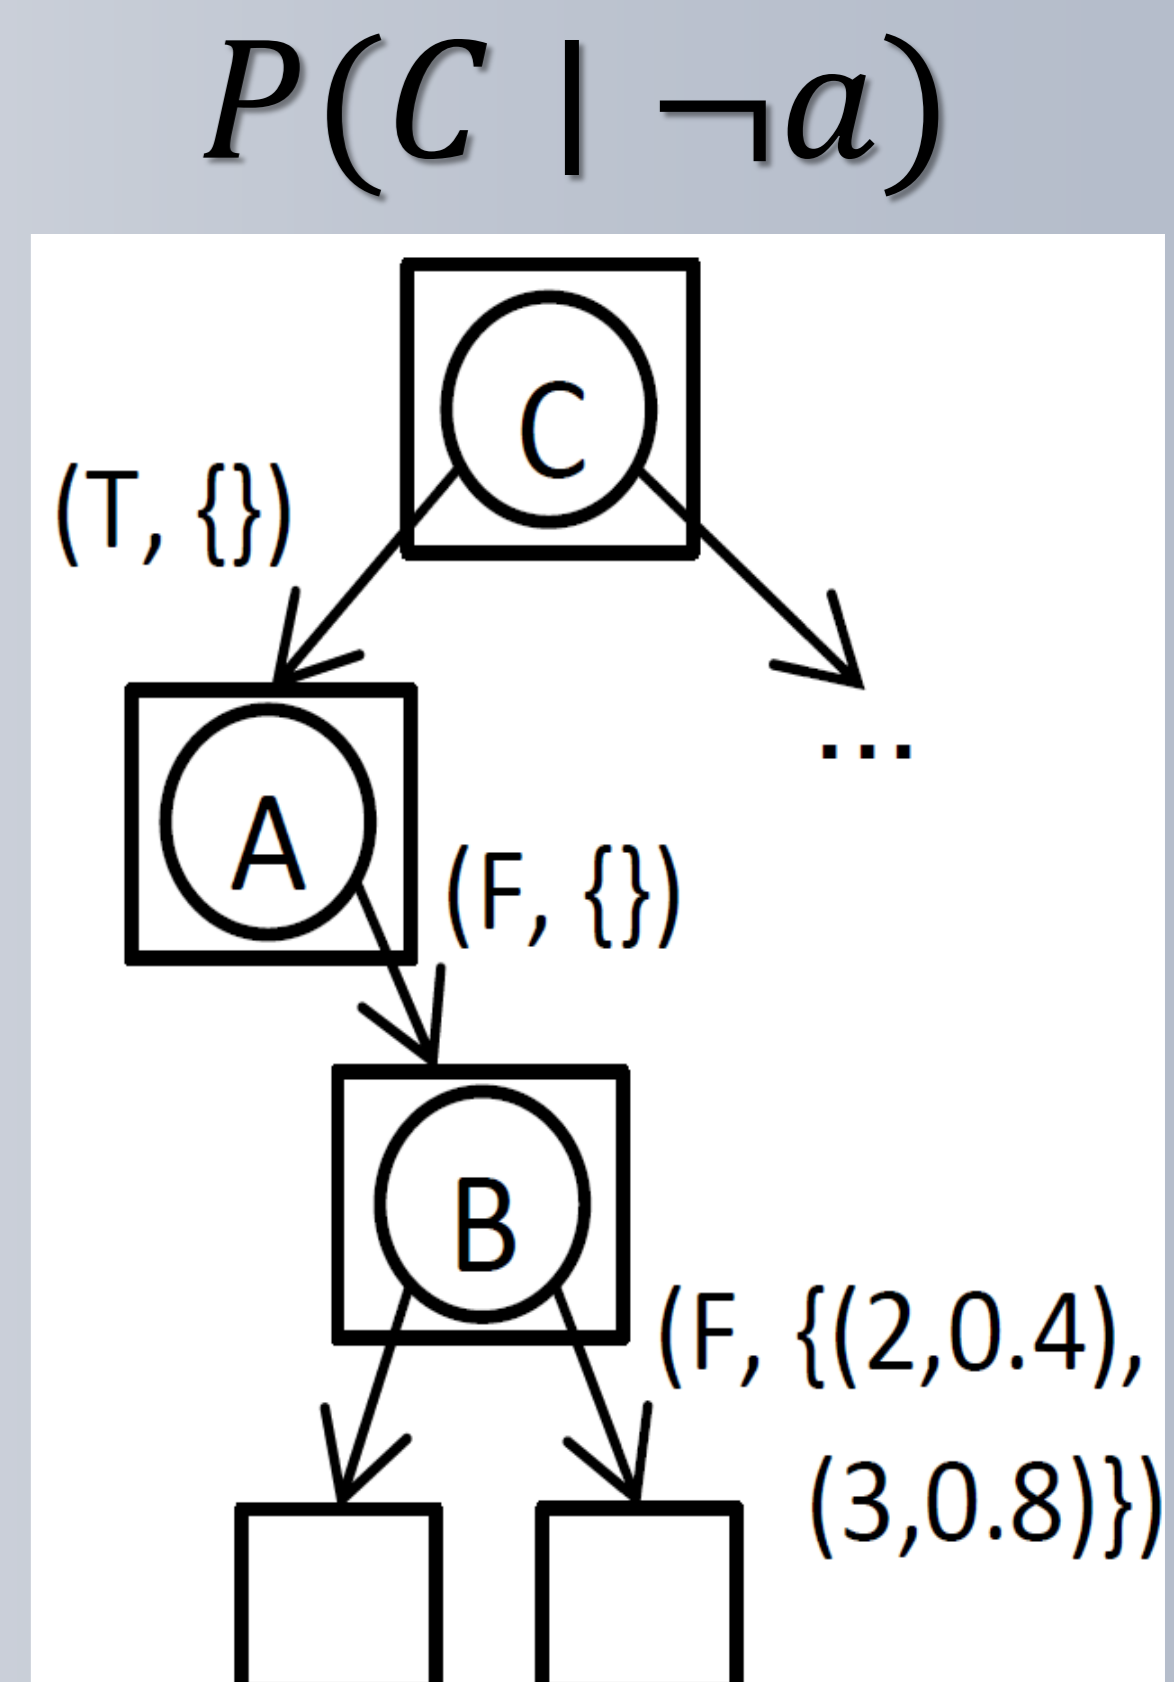 P(C | ¬a)
C
(T, {})
...
A
(F, {})
B
(F, {(2,0.4),
(3,0.8)})